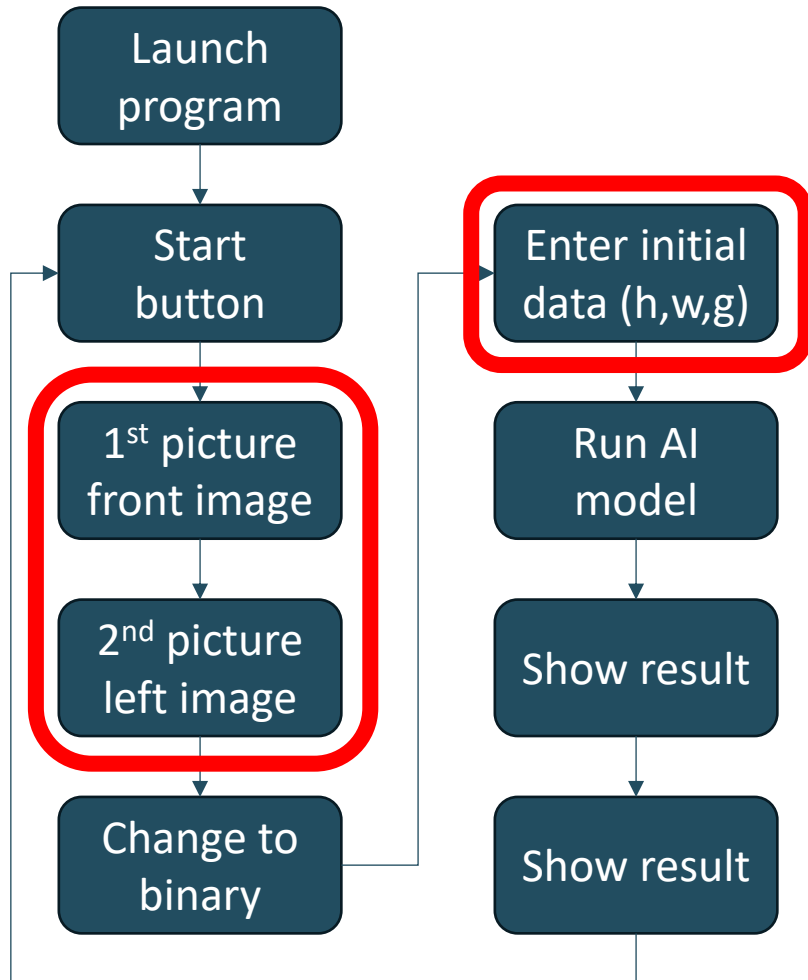 Launch
program
Start
button
1st picture
front image
2nd picture
left image
Change to
binary
Enter initial
data (h,w,g)
Run AI
model
Show result
Show result